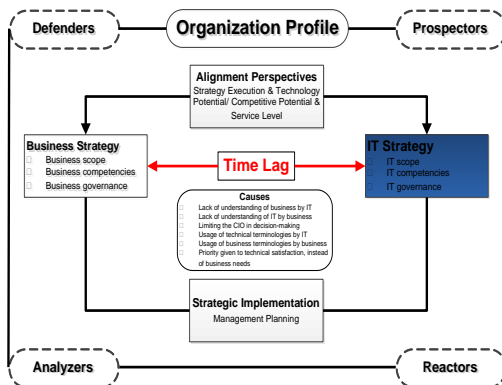 Defenders
Organization Profile
Prospectors
Alignment Perspectives
Strategy Execution & Technology
Potential/ Competitive Potential &
Service Level
Business Strategy
Business scope
Business competencies
Business governance
Time Lag
IT Strategy
IT scope
IT competencies
IT governance
Causes
Lack of understanding of business by IT
Lack of understanding of IT by business
Limiting the CIO in decision-making
Usage of technical terminologies by IT
Usage of business terminologies by business
Priority given to technical satisfaction, instead
of business needs
Strategic Implementation
Management Planning
Analyzers
Reactors